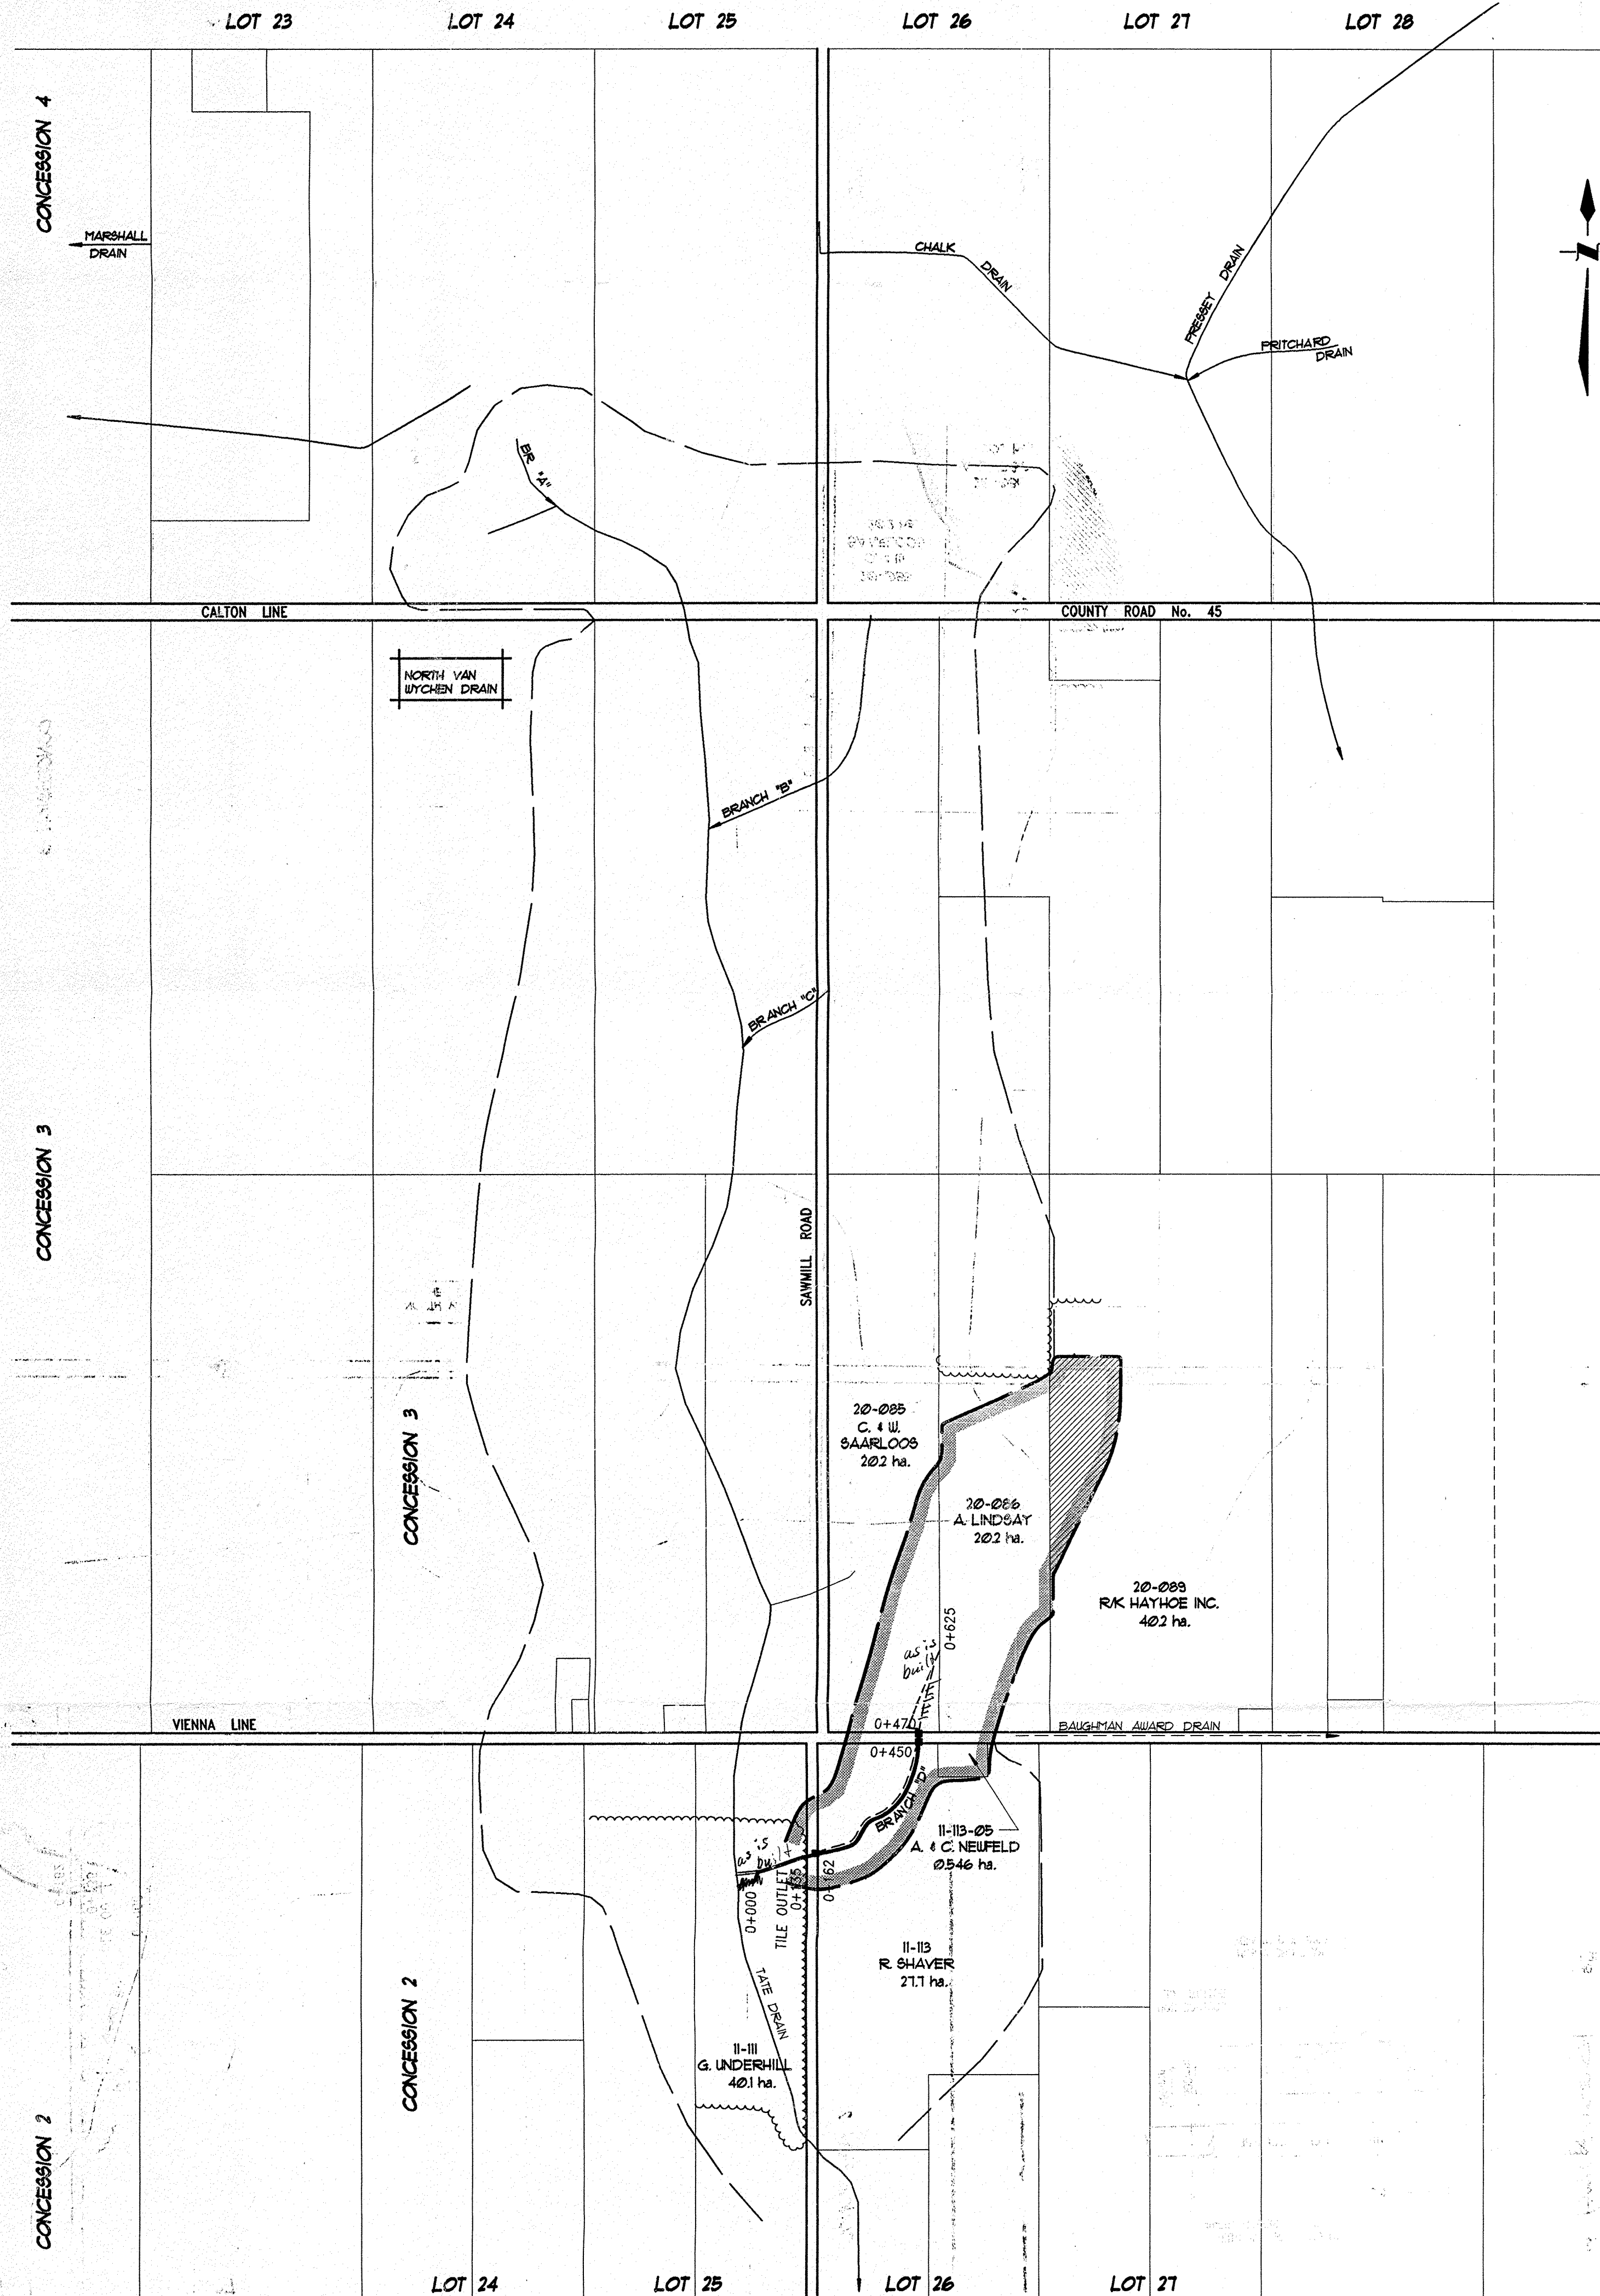 LOT 23
LOT 24
LOT 25
LOT 26
LOT 27
LOT 28
CONCESSION 4
MARSHALL
DRAIN
CHALK
DRAIN
PRESSEY DRAIN
PRITCHARD
DRAIN
N
BR. "A"
CALTON LINE
COUNTY ROAD No. 45
NORTH VAN
WYCHEN DRAIN
BRANCH "B"
BRANCH "C"
CONCESSION 3
SAWMILL ROAD
CONCESSION 3
20-085
C. & W.
SAARLOOS
20.2 ha.
20-086
A. LINDSAY
20.2 ha.
20-089
R/K HAYHOE INC.
40.2 ha.
0+625
as is
built
VIENNA LINE
0+470
0+450
BAUGHMAN AWARD DRAIN
BRANCH "D"
11-113-05
A. & C. NEUFELD
0.546 ha.
as is
built
0+000
TILE OUTLET
0+135
0+162
11-113
R. SHAVER
27.7 ha.
TATE DRAIN
11-111
G. UNDERHILL
40.1 ha.
CONCESSION 2
CONCESSION 2
LOT 24
LOT 25
LOT 26
LOT 27